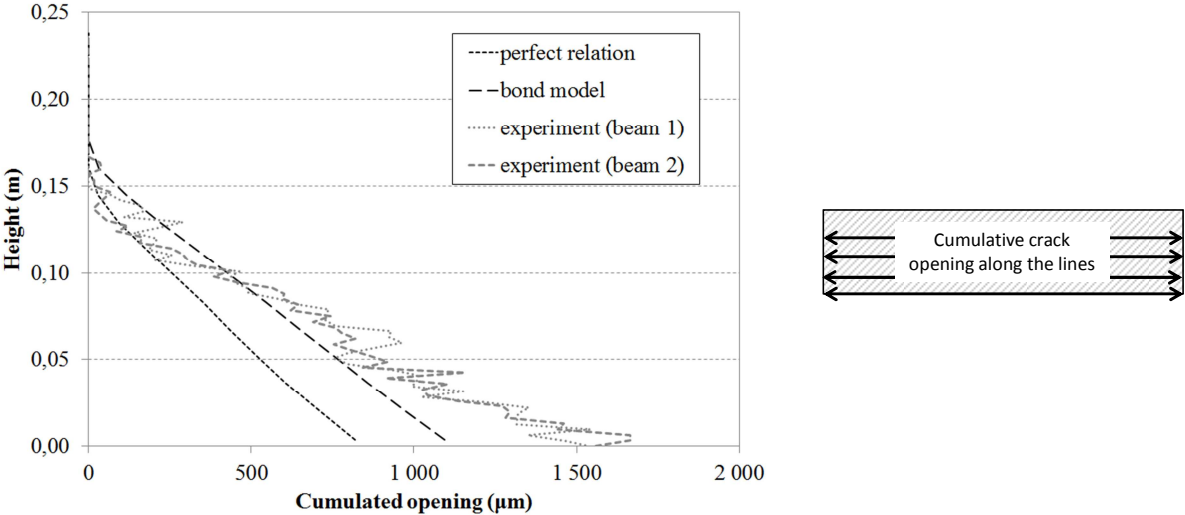 0,25
0,20
0,15
0,10
0,05
0,00
Height (m)
0
500
1 000
1 500
2 000
Cumulated opening (µm)
perfect relation
bond model
experiment (beam 1)
experiment (beam 2)
Cumulative crack
opening along the lines